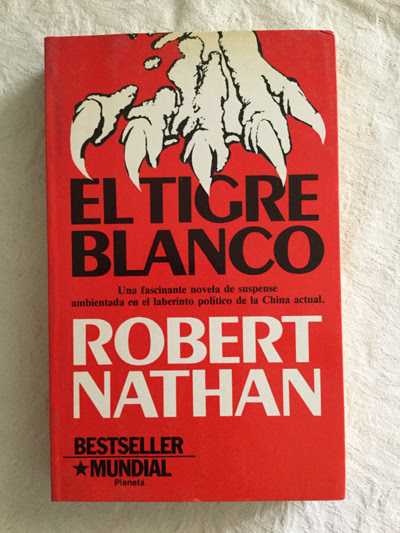 EL TIGRE
BLANCO
Una fascinante novela de suspense
ambientada en el laberinto político de la China actual.
ROBERT
NATHAN
BESTSELLER
★MUNDIAL
Planeta